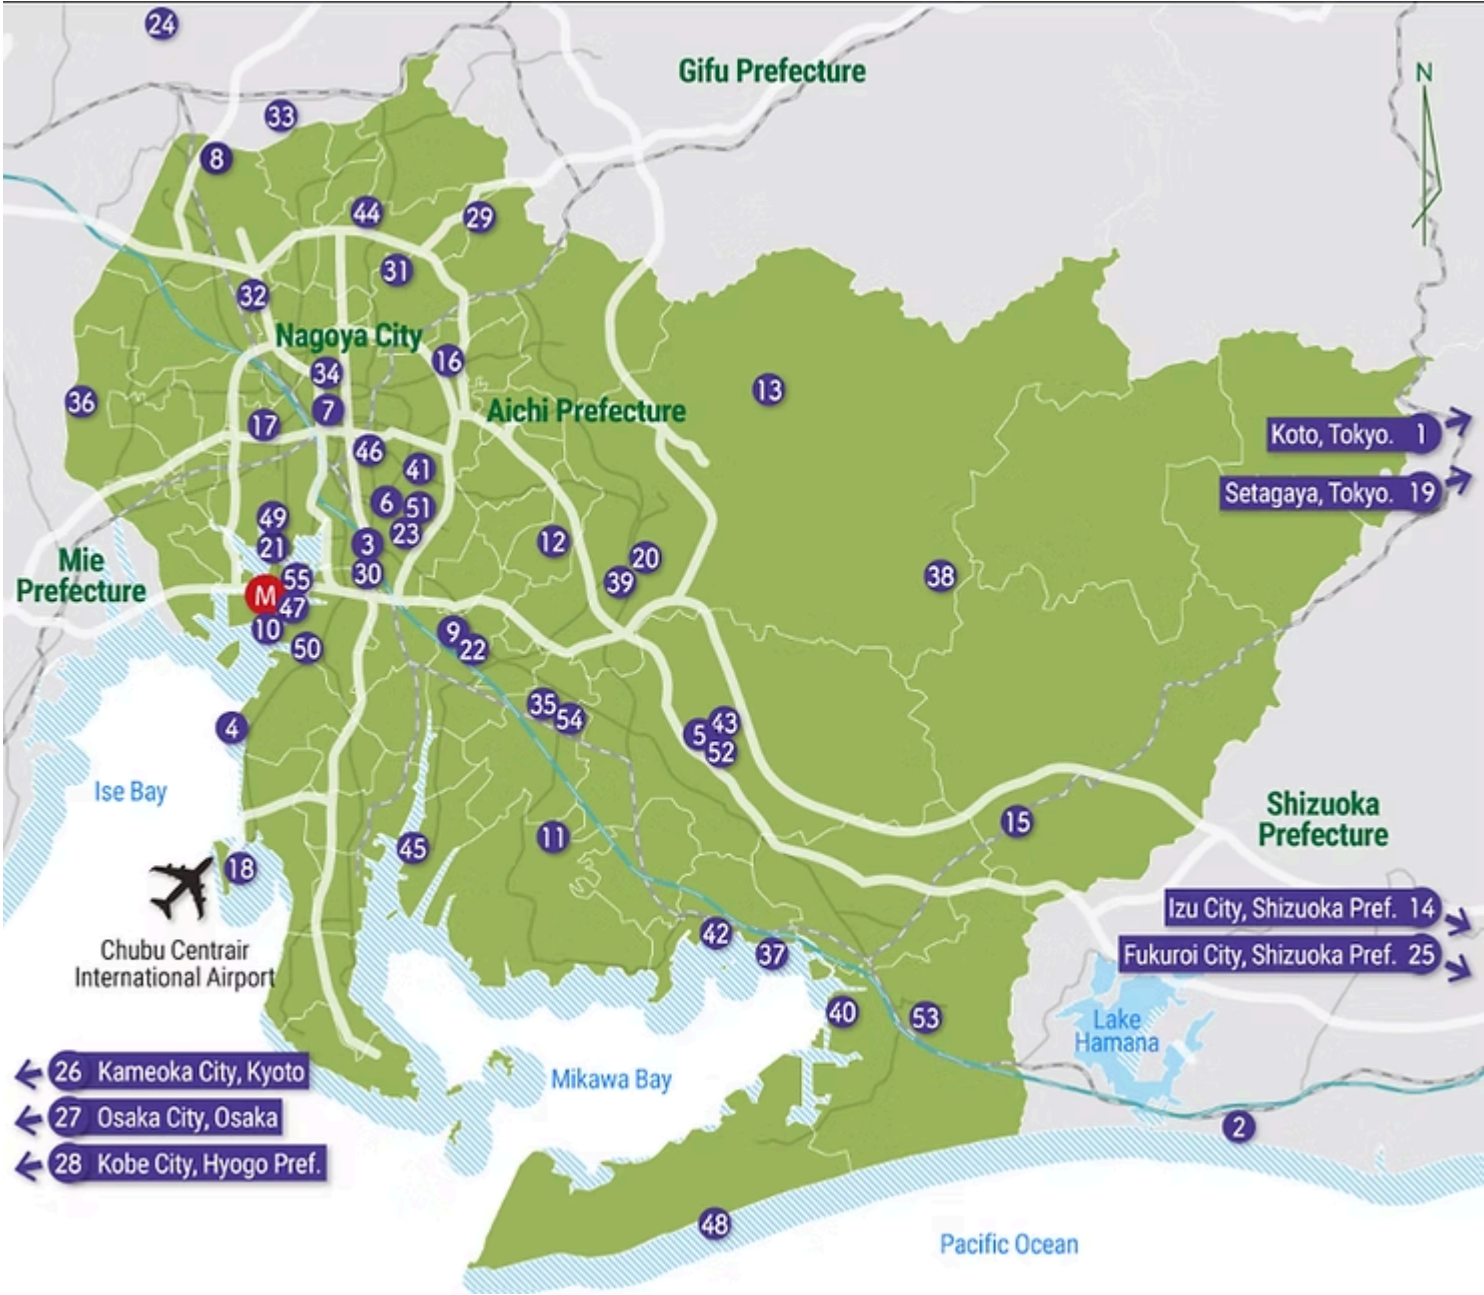 24
Gifu Prefecture
N
33
8
44
29
31
32
Nagoya City
16
34
13
36
7
Aichi Prefecture
17
Koto, Tokyo. 1
46
41
Setagaya, Tokyo. 19
6
51
49
23
21
3
12
20
Mie
Prefecture
55
30
39
38
M
47
10
9
50
22
35
54
4
43
5
52
Ise Bay
Shizuoka
Prefecture
15
11
45
18
Chubu Centrair
International Airport
Izu City, Shizuoka Pref. 14
42
37
Fukuroi City, Shizuoka Pref. 25
40
53
Lake
Hamana
26 Kameoka City, Kyoto
Mikawa Bay
27 Osaka City, Osaka
2
28 Kobe City, Hyogo Pref.
48
Pacific Ocean